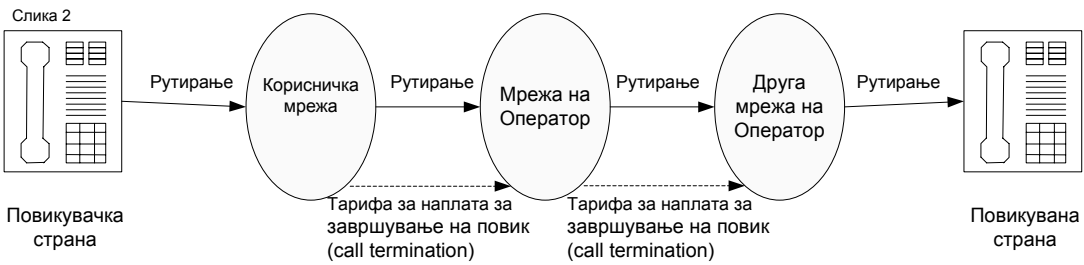 Слика 2
Рутирање
Корисничка
мрежа
Рутирање
Мрежа на
Оператор
Рутирање
Друга
мрежа на
Оператор
Рутирање
Тарифа за наплата за
завршување на повик
(call termination)
Тарифа за наплата за
завршување на повик
(call termination)
Повикувачка
страна
Повикувана
страна